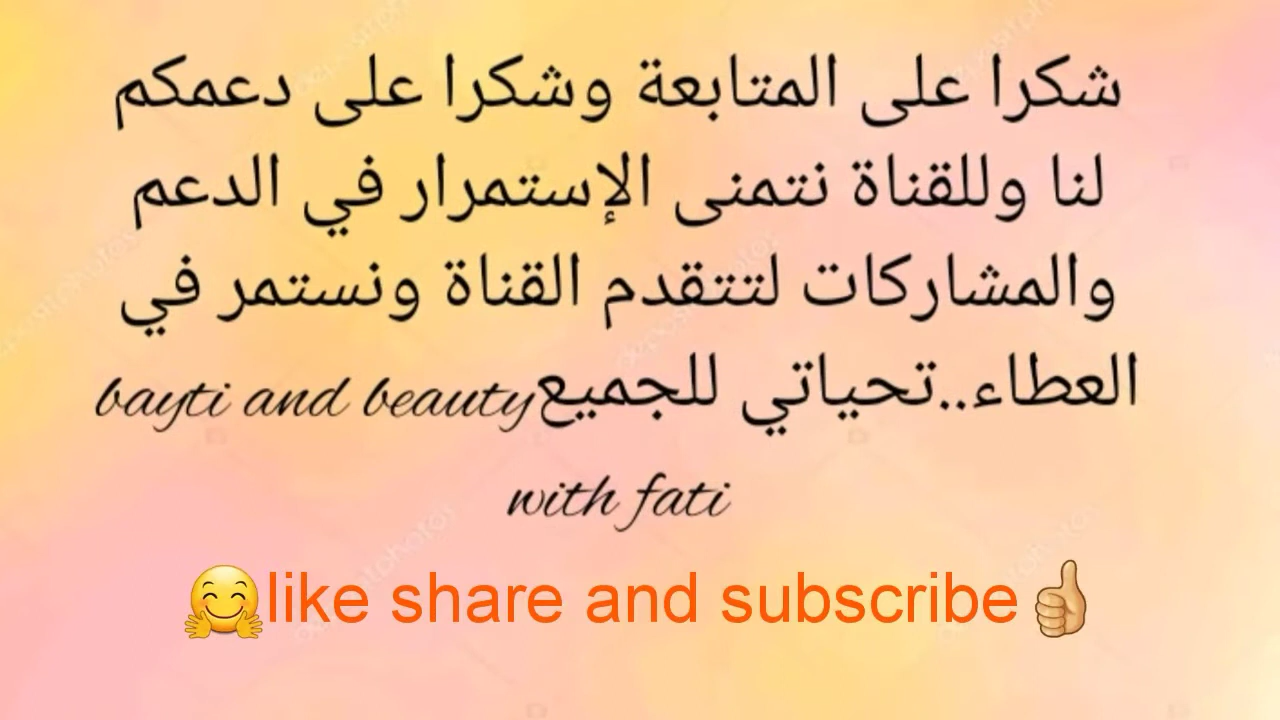 شكرا على المتابعة وشكرا على دعمكم
لنا وللقناة نتمنى الإستمرار في الدعم
والمشاركات لتتقدم القناة ونستمر في
العطاء..تحياتي للجميع bayti and beauty
with fati
🤗like share and subscribe👍🏼